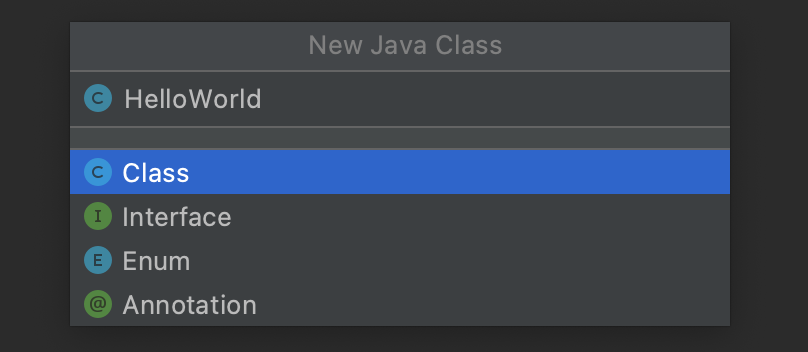 New Java Class
C HelloWorld
C Class
I Interface
E Enum
@ Annotation